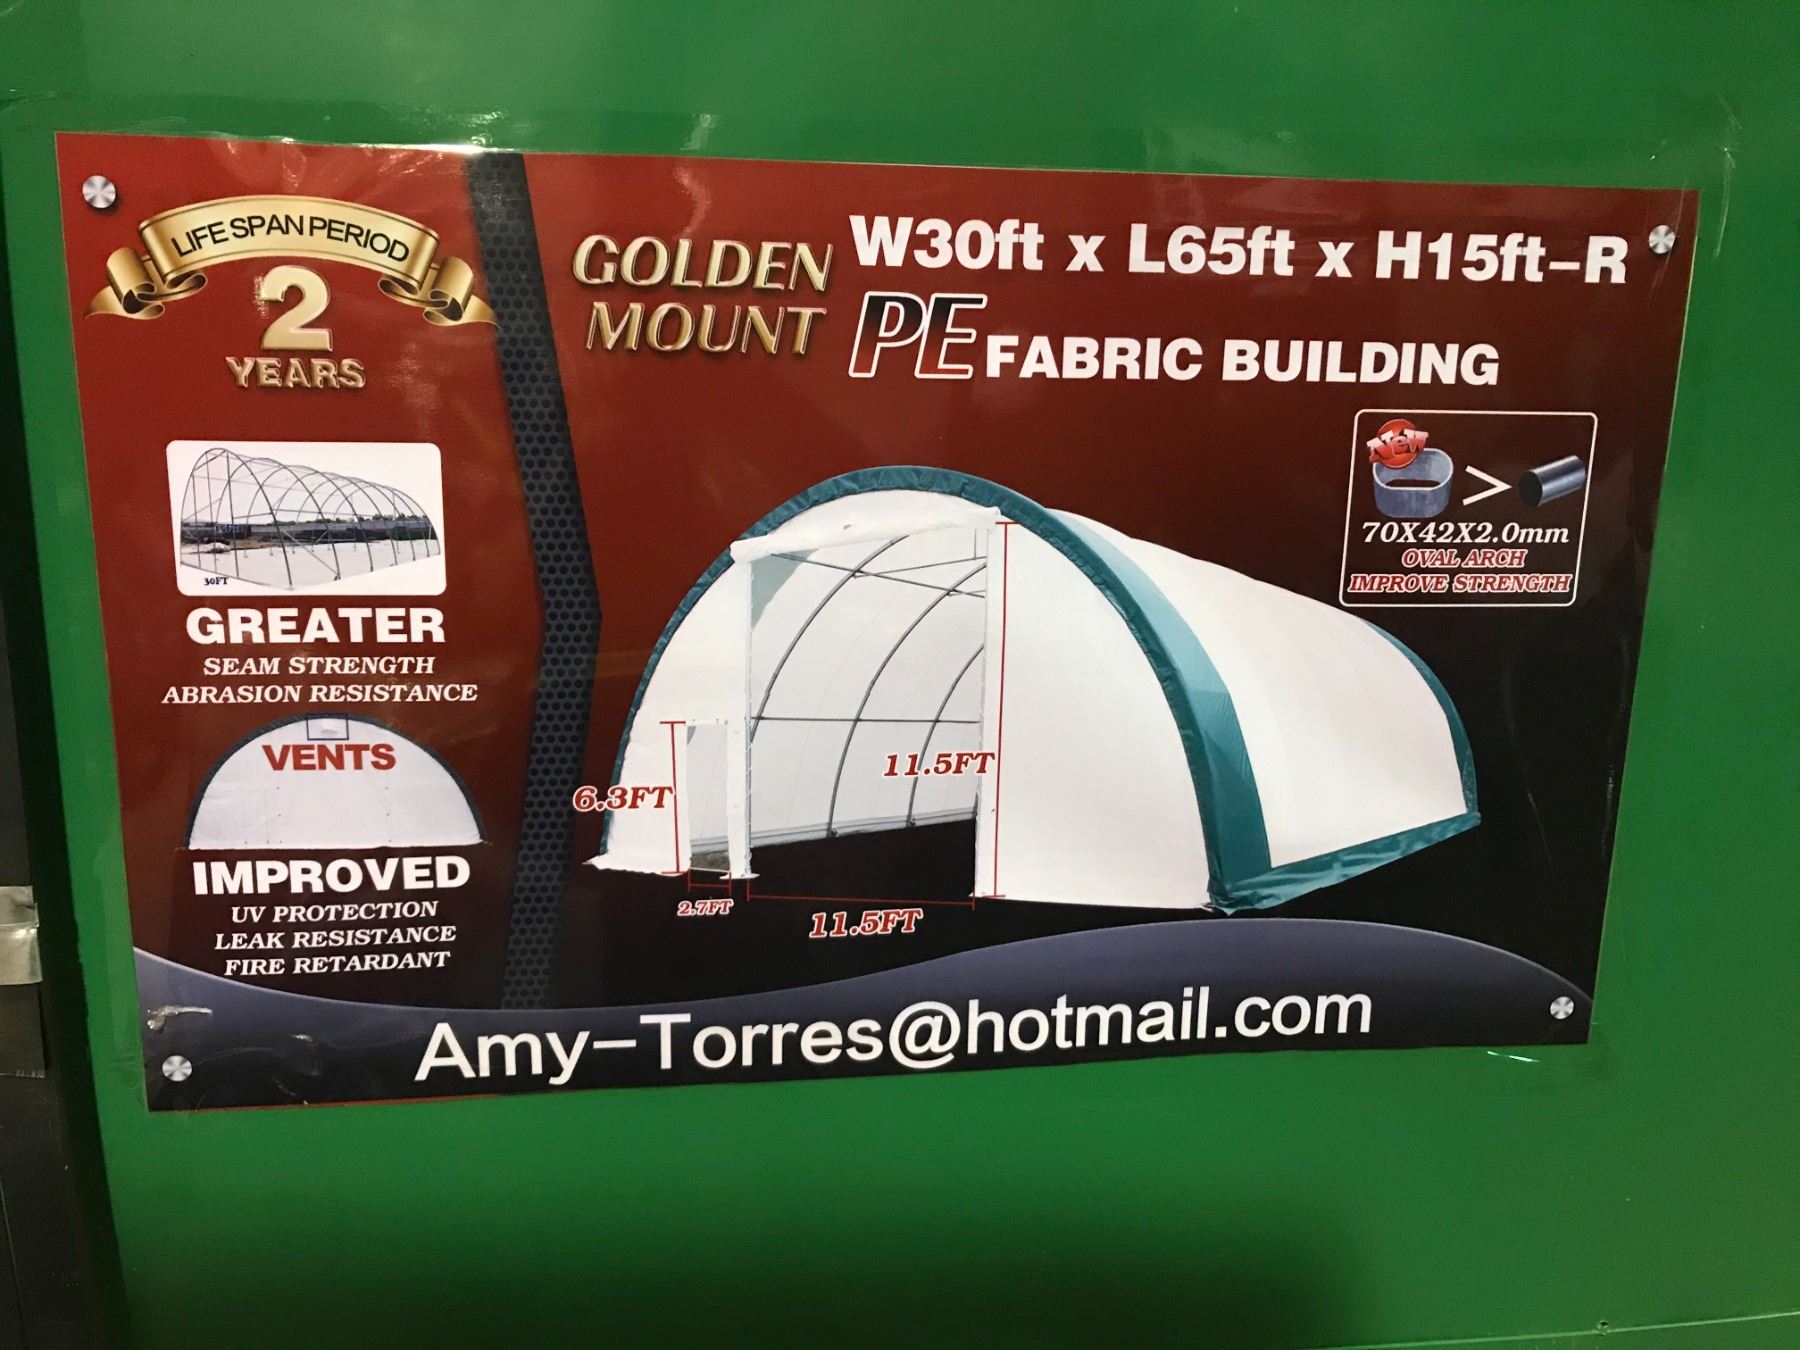 LIFE SPAN PERIOD
2
YEARS
GOLDEN
MOUNT
W30ft x L65ft x H15ft-R
PE FABRIC BUILDING
30FT
GREATER
SEAM STRENGTH
ABRASION RESISTANCE
VENTS
IMPROVED
UV PROTECTION
LEAK RESISTANCE
FIRE RETARDANT
New
>
70X42X2.0mm
OVAL ARCH
IMPROVE STRENGTH
6.3FT
11.5FT
2.7FT
11.5FT
Amy-Torres@hotmail.com